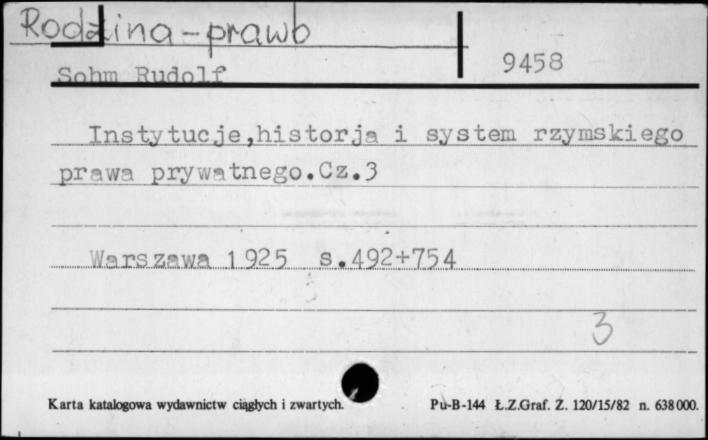 Rodzina - prawo
9458
Sohm Rudolf
Instytucje,historja i system rzymskiego
prawa prywatnego.Cz.3
Warszawa 1925 s.492+754
3
Karta katalogowa wydawnictw ciągłych i zwartych.
Pu-B-144 Ł.Z.Graf. Z. 120/15/82 n. 638000.